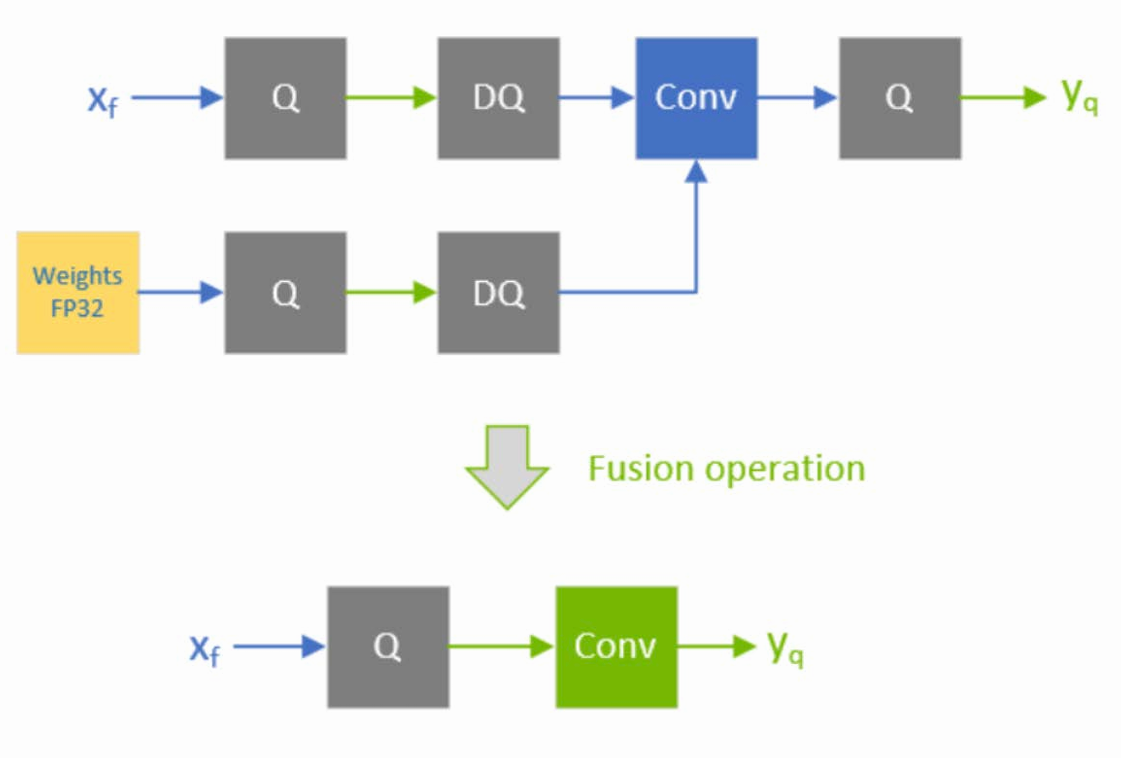 x_f
Q
DQ
Conv
Q
y_q
Weights
FP32
Q
DQ
Fusion operation
x_f
Q
Conv
y_q